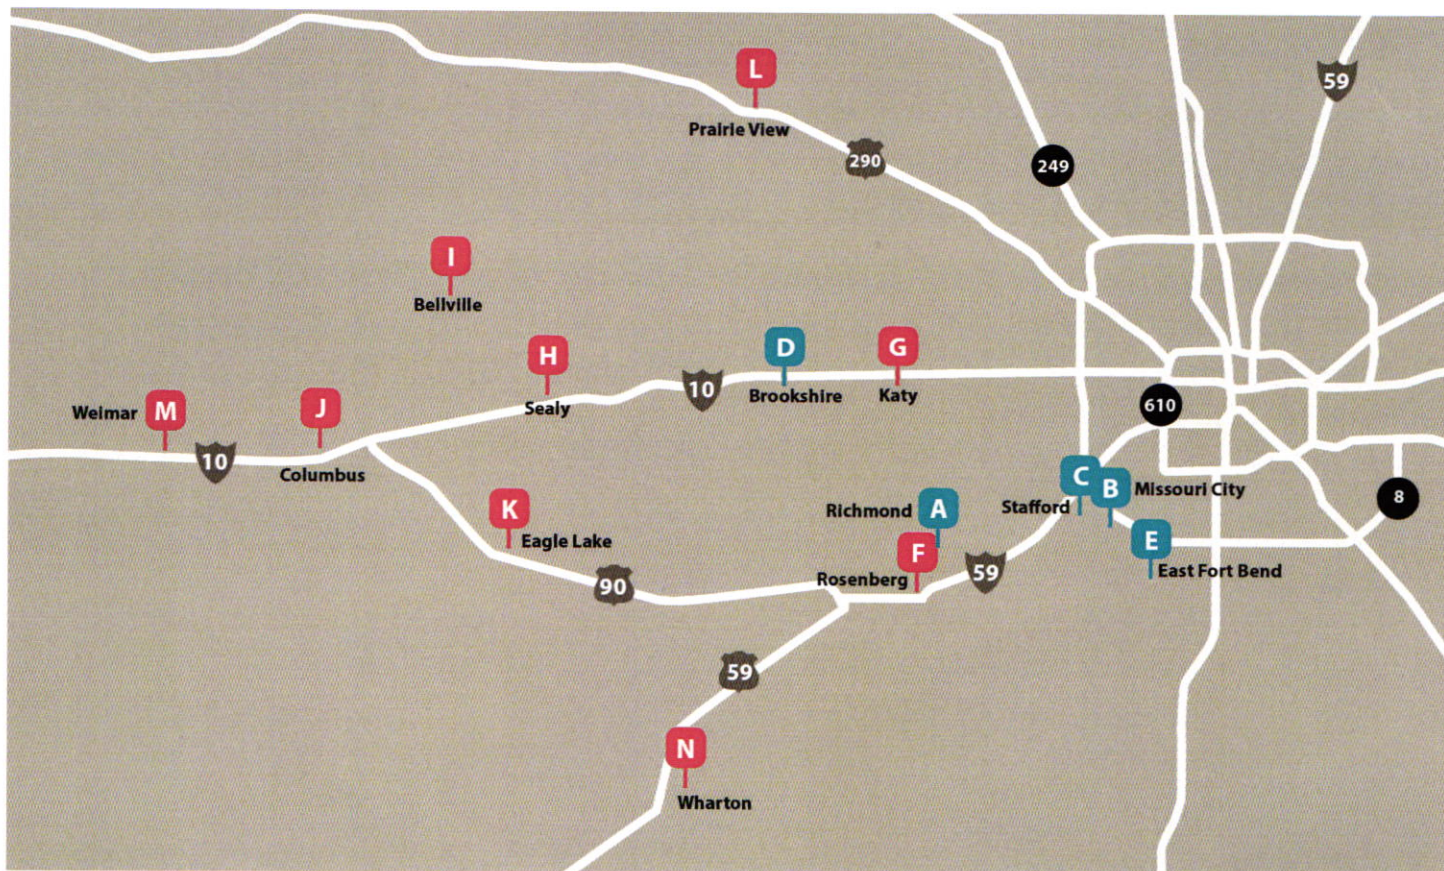 59
L
Prairie View
290
249
I
Bellville
H
Sealy
10
D
Brookshire
G
Katy
610
Weimar M
J
Columbus
10
C
B
Missouri City
Stafford
8
K
Eagle Lake
Richmond A
F
Rosenberg
59
E
East Fort Bend
90
59
N
Wharton